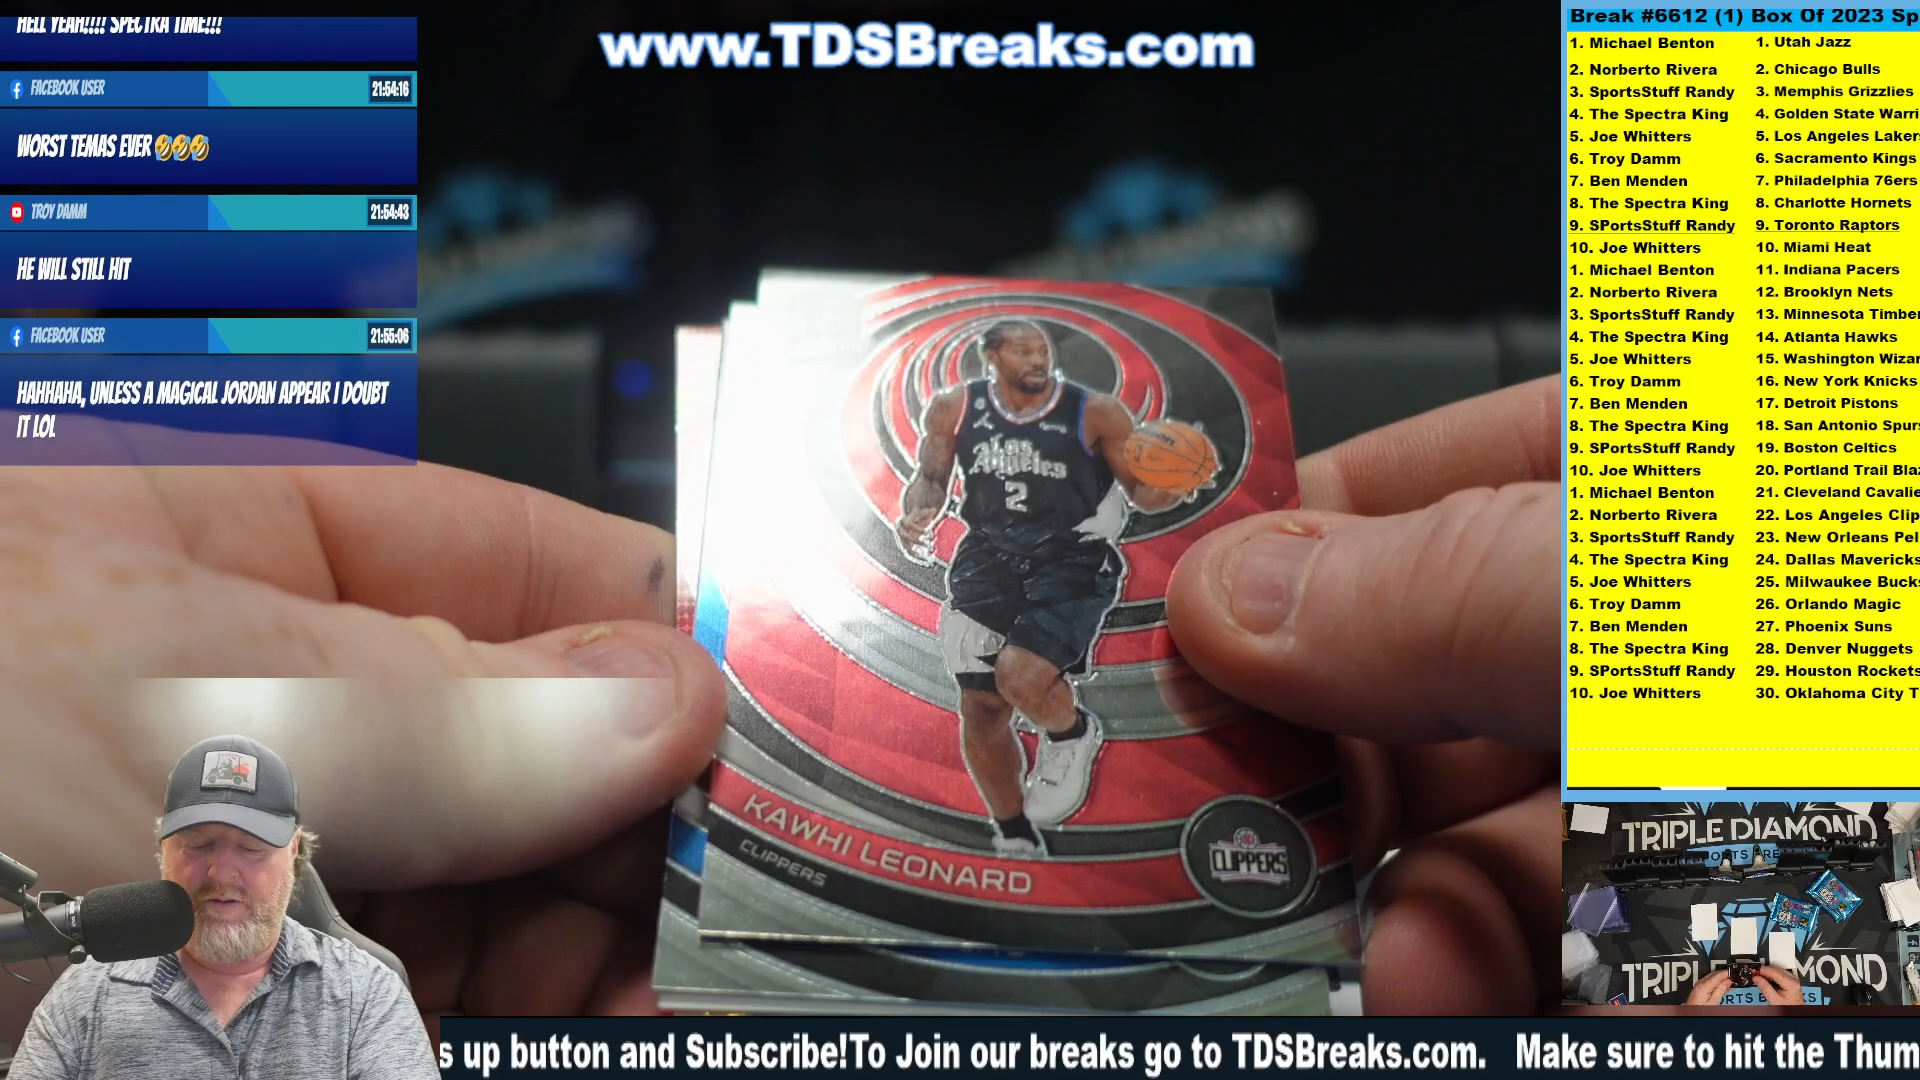 HELL YEAH!!!! SPECTRA TIME!!!
FACEBOOK USER 21:54:16
WORST TEMAS EVER 🤣🤣🤣
TROY DAMM 21:54:43
HE WILL STILL HIT
FACEBOOK USER 21:55:06
HAHHAHA, UNLESS A MAGICAL JORDAN APPEAR I DOUBT
IT LOL
www.TDSBreaks.com
Los
Angeles
2
KAWHI LEONARD
CLIPPERS
CLIPPERS
Break #6612 (1) Box Of 2023 Sp
1. Michael Benton 1. Utah Jazz
2. Norberto Rivera 2. Chicago Bulls
3. SportsStuff Randy 3. Memphis Grizzlies
4. The Spectra King 4. Golden State Warri
5. Joe Whitters 5. Los Angeles Lakers
6. Troy Damm 6. Sacramento Kings
7. Ben Menden 7. Philadelphia 76ers
8. The Spectra King 8. Charlotte Hornets
9. SPortsStuff Randy 9. Toronto Raptors
10. Joe Whitters 10. Miami Heat
1. Michael Benton 11. Indiana Pacers
2. Norberto Rivera 12. Brooklyn Nets
3. SportsStuff Randy 13. Minnesota Timber
4. The Spectra King 14. Atlanta Hawks
5. Joe Whitters 15. Washington Wizar
6. Troy Damm 16. New York Knicks
7. Ben Menden 17. Detroit Pistons
8. The Spectra King 18. San Antonio Spurs
9. SPortsStuff Randy 19. Boston Celtics
10. Joe Whitters 20. Portland Trail Blaz
1. Michael Benton 21. Cleveland Cavalie
2. Norberto Rivera 22. Los Angeles Clip
3. SportsStuff Randy 23. New Orleans Pel
4. The Spectra King 24. Dallas Mavericks
5. Joe Whitters 25. Milwaukee Bucks
6. Troy Damm 26. Orlando Magic
7. Ben Menden 27. Phoenix Suns
8. The Spectra King 28. Denver Nuggets
9. SPortsStuff Randy 29. Houston Rockets
10. Joe Whitters 30. Oklahoma City T
TRIPLE DIAMOND
ORTS BRE
TRIPL MOND
ORTS BREAKS
s up button and Subscribe!To Join our breaks go to TDSBreaks.com. Make sure to hit the Thum